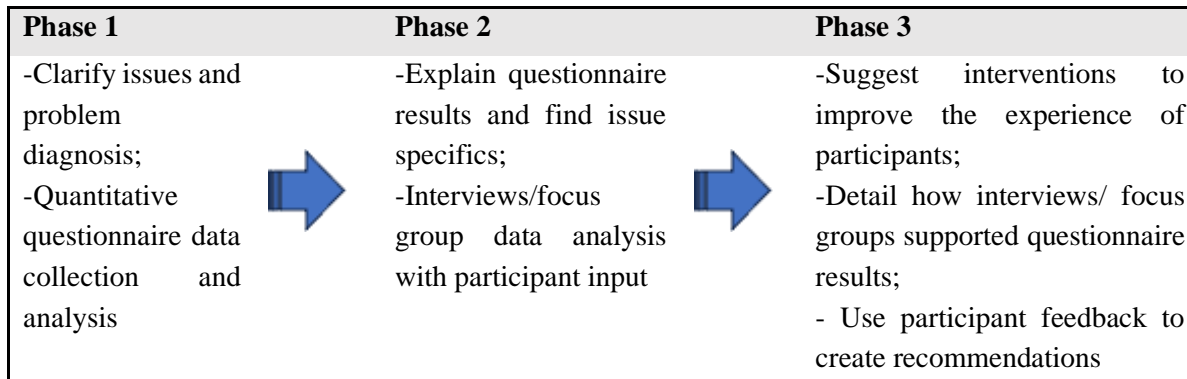 Phase 1
-Clarify issues and
problem
diagnosis;
-Quantitative
questionnaire data
collection and
analysis
Phase 2
-Explain questionnaire
results and find issue
specifics;
-Interviews/focus
group data analysis
with participant input
Phase 3
-Suggest interventions to
improve the experience of
participants;
-Detail how interviews/ focus
groups supported questionnaire
results;
- Use participant feedback to
create recommendations